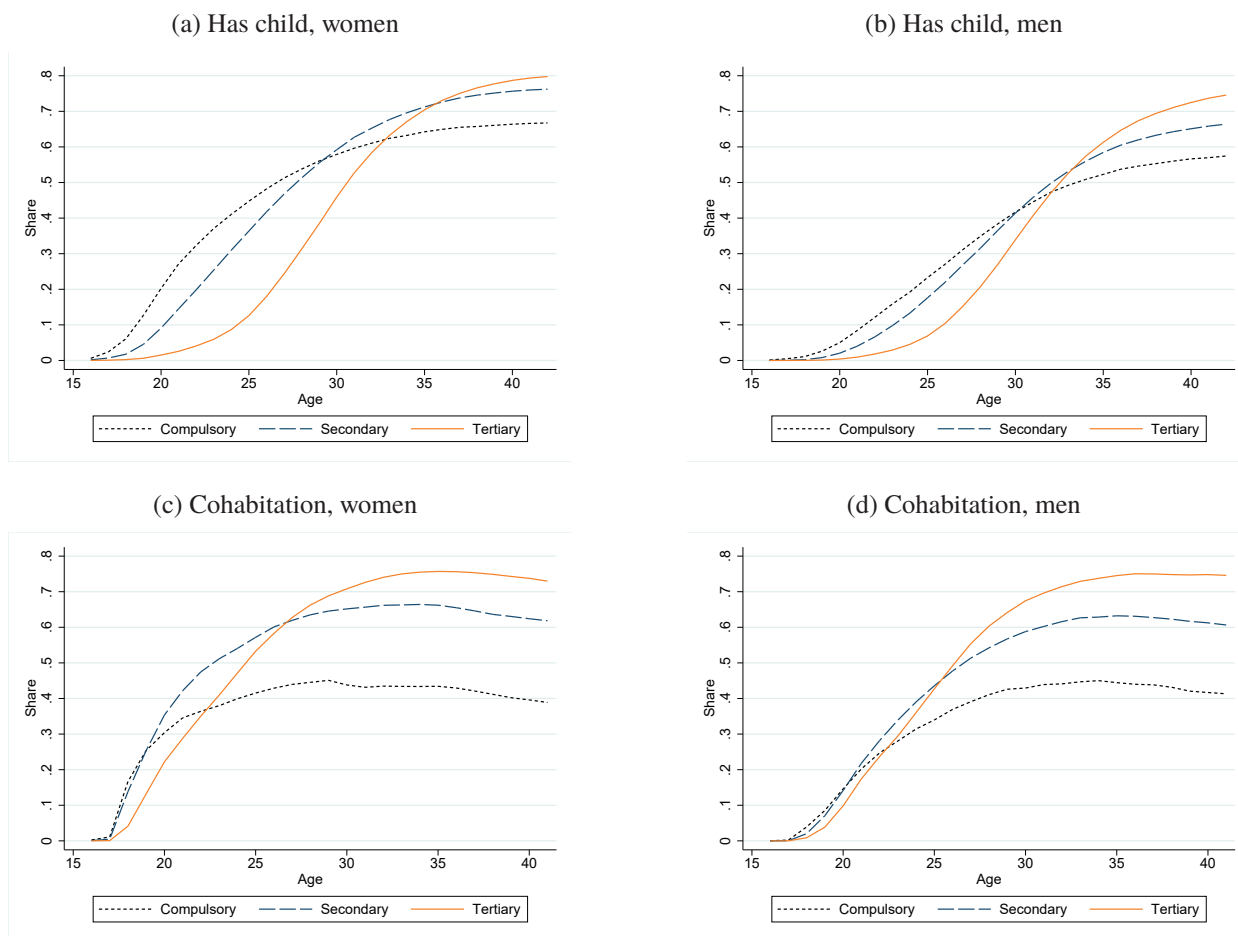 (a) Has child, women
.8
.7
.6
.5
.4
.3
.2
.1
0
Share
15 20 25 30 35 40
Age
Compulsory Secondary Tertiary
(b) Has child, men
.8
.7
.6
.5
.4
.3
.2
.1
0
Share
15 20 25 30 35 40
Age
Compulsory Secondary Tertiary
(c) Cohabitation, women
.8
.7
.6
.5
.4
.3
.2
.1
0
Share
15 20 25 30 35 40
Age
Compulsory Secondary Tertiary
(d) Cohabitation, men
.8
.7
.6
.5
.4
.3
.2
.1
0
Share
15 20 25 30 35 40
Age
Compulsory Secondary Tertiary